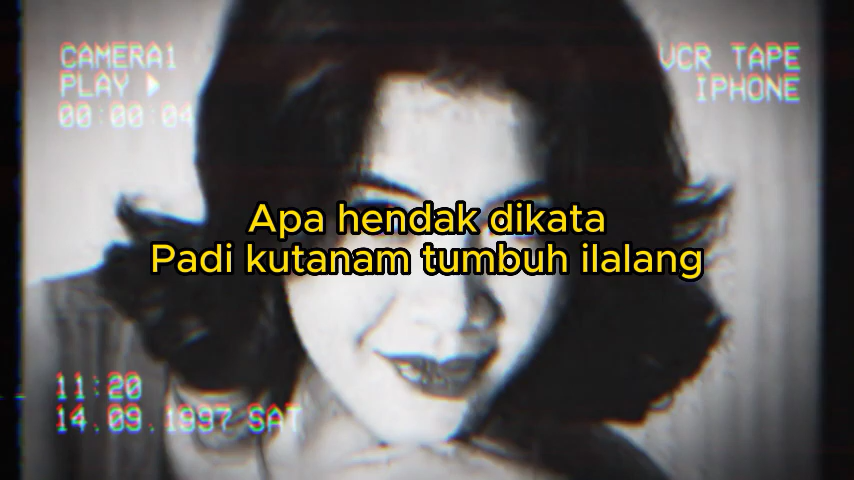 CAMERA1
PLAY
00:00:04
VCR TAPE
IPHONE
Apa hendak dikata
Padi kutanam tumbuh ilalang
11:20
14.09.1997 SAT